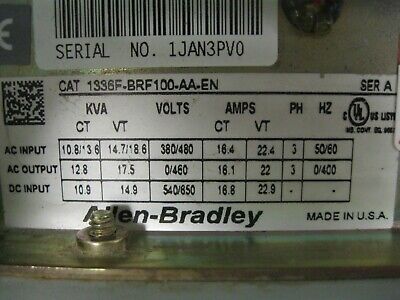 SERIAL NO. 1JAN3PV0
CAT 1336F-BRF100-AA-EN SER A
KVA VOLTS AMPS PH HZ
CT VT CT VT
AC INPUT 10.8/13.6 14.7/18.6 380/480 16.4 22.4 3 50/60
AC OUTPUT 12.8 17.5 0/460 16.1 22 3 0/400
DC INPUT 10.9 14.9 540/650 16.8 22.9 - -
UL US LISTED
Allen-Bradley MADE IN U.S.A.